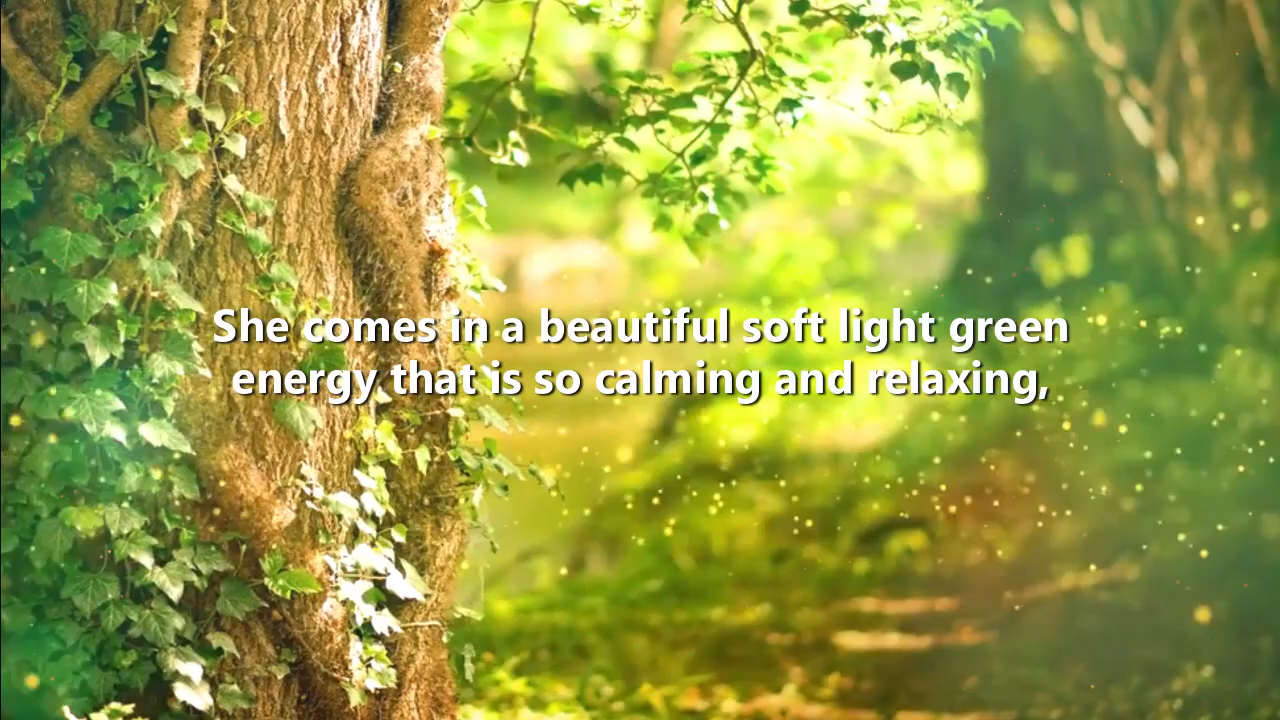 She comes in a beautiful soft light green
energy that is so calming and relaxing,